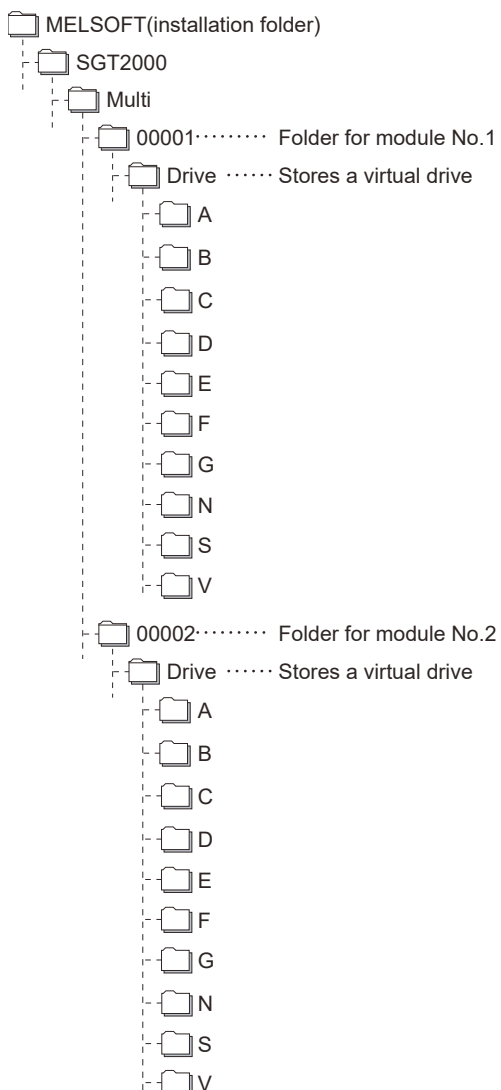 MELSOFT(installation folder)
SGT2000
Multi
00001········· Folder for module No.1
Drive ······ Stores a virtual drive
A
B
C
D
E
F
G
N
S
V
00002········· Folder for module No.2
Drive ······ Stores a virtual drive
A
B
C
D
E
F
G
N
S
V